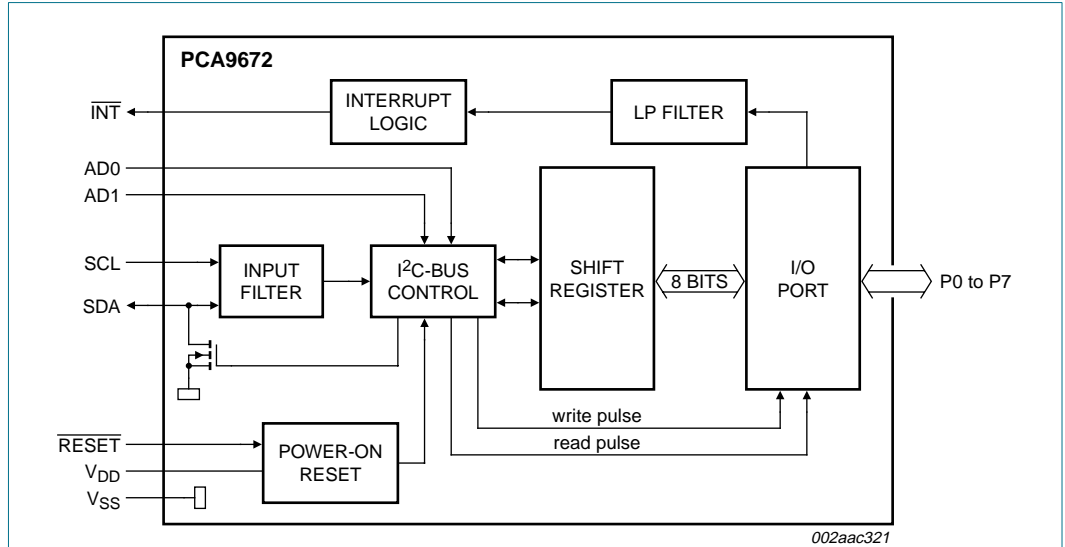 PCA9672
INTERRUPT
LOGIC
LP FILTER
INT
AD0
AD1
SCL
SDA
INPUT
FILTER
I²C-BUS
CONTROL
SHIFT
REGISTER
8 BITS
I/O
PORT
P0 to P7
write pulse
read pulse
RESET
VDD
VSS
POWER-ON
RESET
002aac321